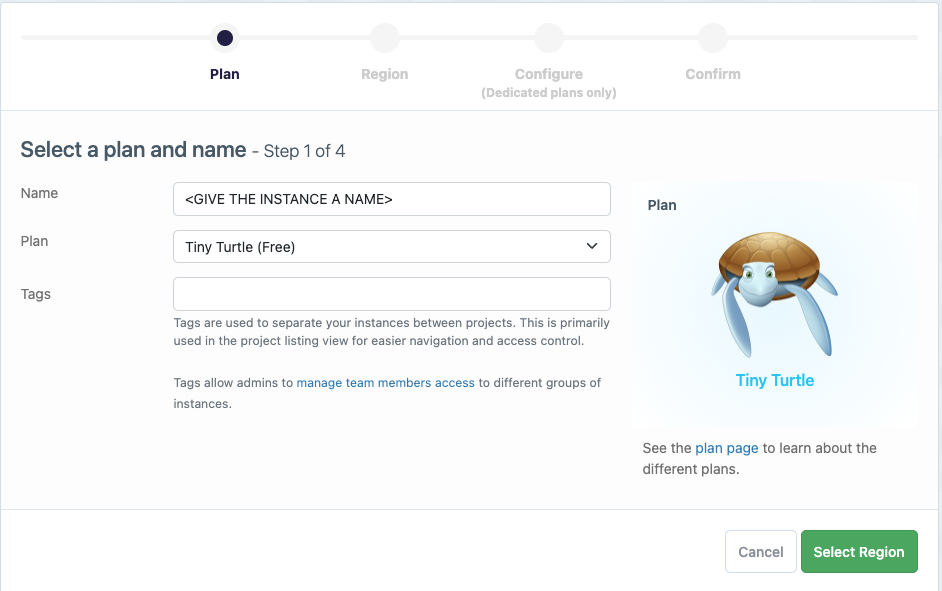 Plan
Region
Configure
(Dedicated plans only)
Confirm
Select a plan and name - Step 1 of 4
Name
<GIVE THE INSTANCE A NAME>
Plan
Tiny Turtle (Free)
Tags
Tags are used to separate your instances between projects. This is primarily
used in the project listing view for easier navigation and access control.
Tags allow admins to manage team members access to different groups of
instances.
Plan
Tiny Turtle
See the plan page to learn about the
different plans.
Cancel
Select Region